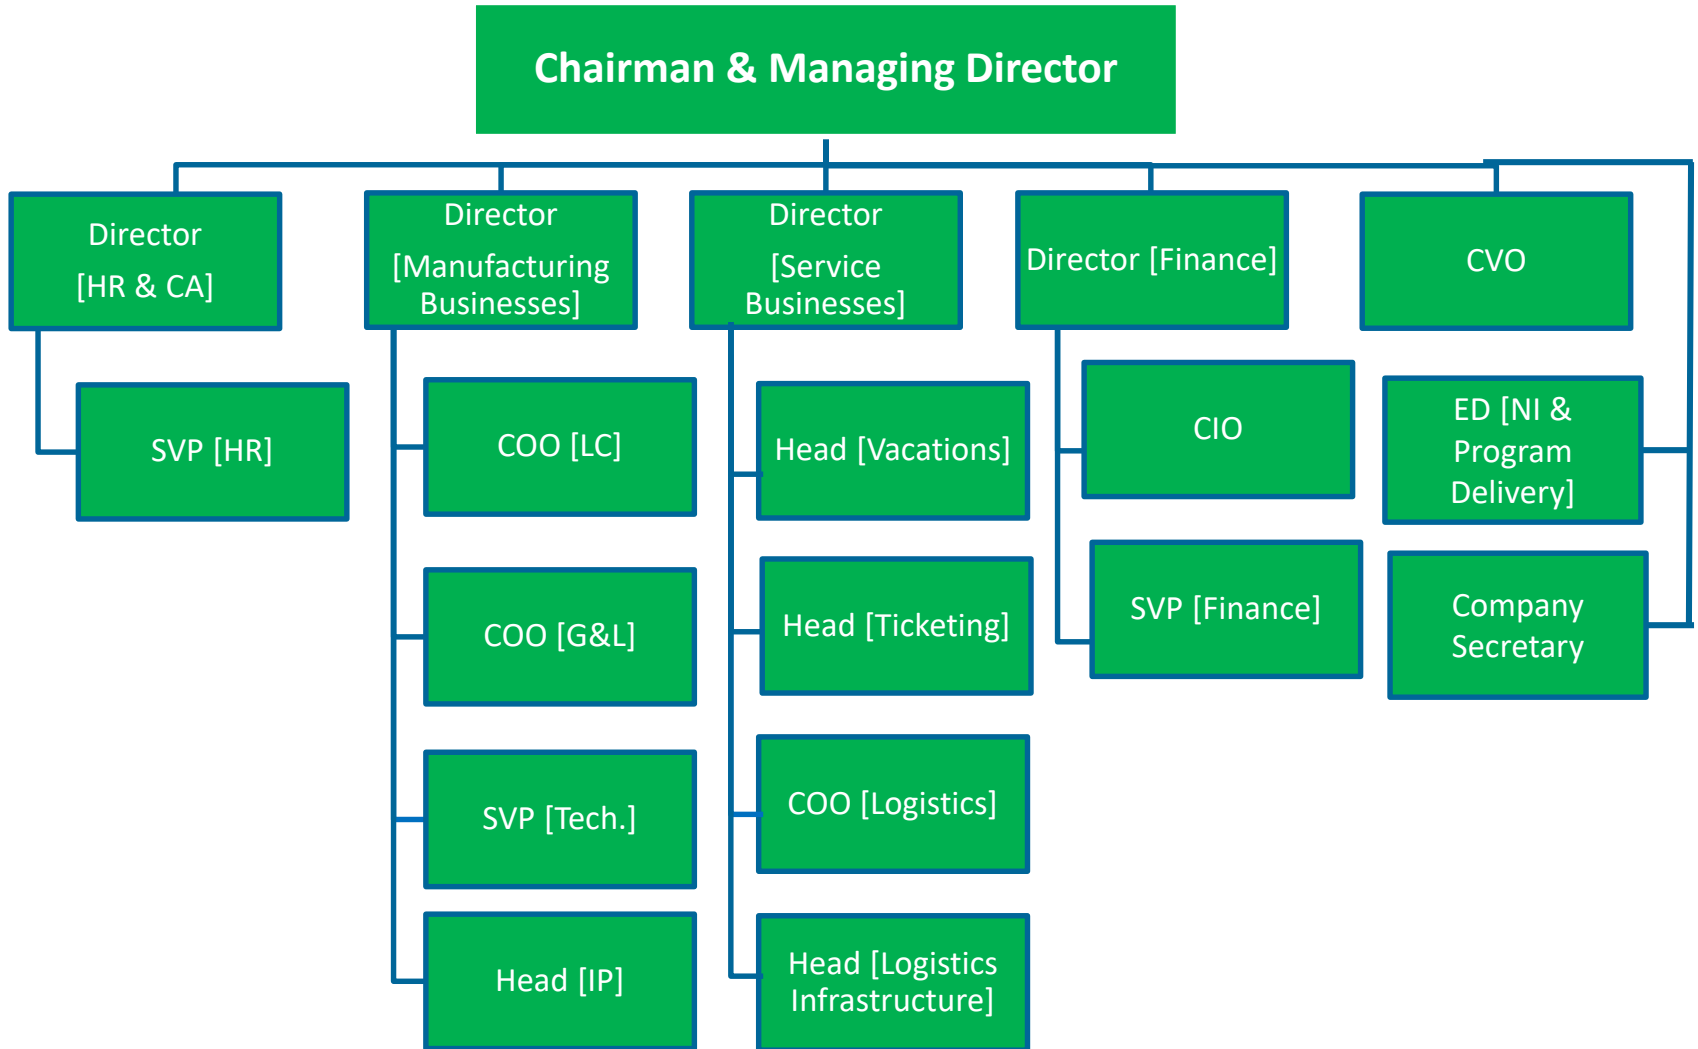 Chairman & Managing Director
Director
[HR & CA]
Director
[Manufacturing
Businesses]
Director
[Service
Businesses]
Director [Finance]
CVO
SVP [HR]
COO [LC]
COO [G&L]
SVP [Tech.]
Head [IP]
Head [Vacations]
Head [Ticketing]
COO [Logistics]
Head [Logistics
Infrastructure]
CIO
SVP [Finance]
ED [NI &
Program
Delivery]
Company
Secretary